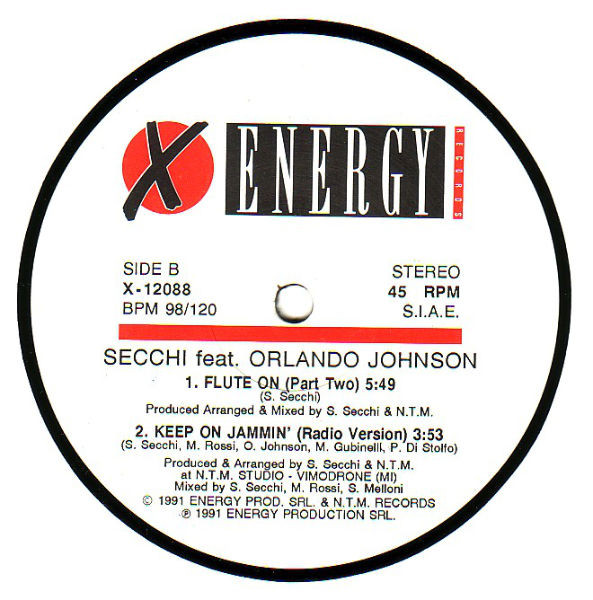 X ENERGY RECORDS
SIDE B
STEREO
X-12088
45 RPM
BPM 98/120
S.I.A.E.
SECCHI feat. ORLANDO JOHNSON
1. FLUTE ON (Part Two) 5:49
(S. Secchi)
Produced Arranged & Mixed by S. Secchi & N.T.M.
2. KEEP ON JAMMIN' (Radio Version) 3:53
(S. Secchi, M. Rossi, O. Johnson, M. Gubinelli, P. Di Stolfo)
Produced & Arranged by S. Secchi & N.T.M.
at N.T.M. STUDIO - VIMODRONE (MI)
Mixed by S. Secchi, M. Rossi, S. Melloni
© 1991 ENERGY PROD. SRL. & N.T.M. RECORDS
℗ 1991 ENERGY PRODUCTION SRL.